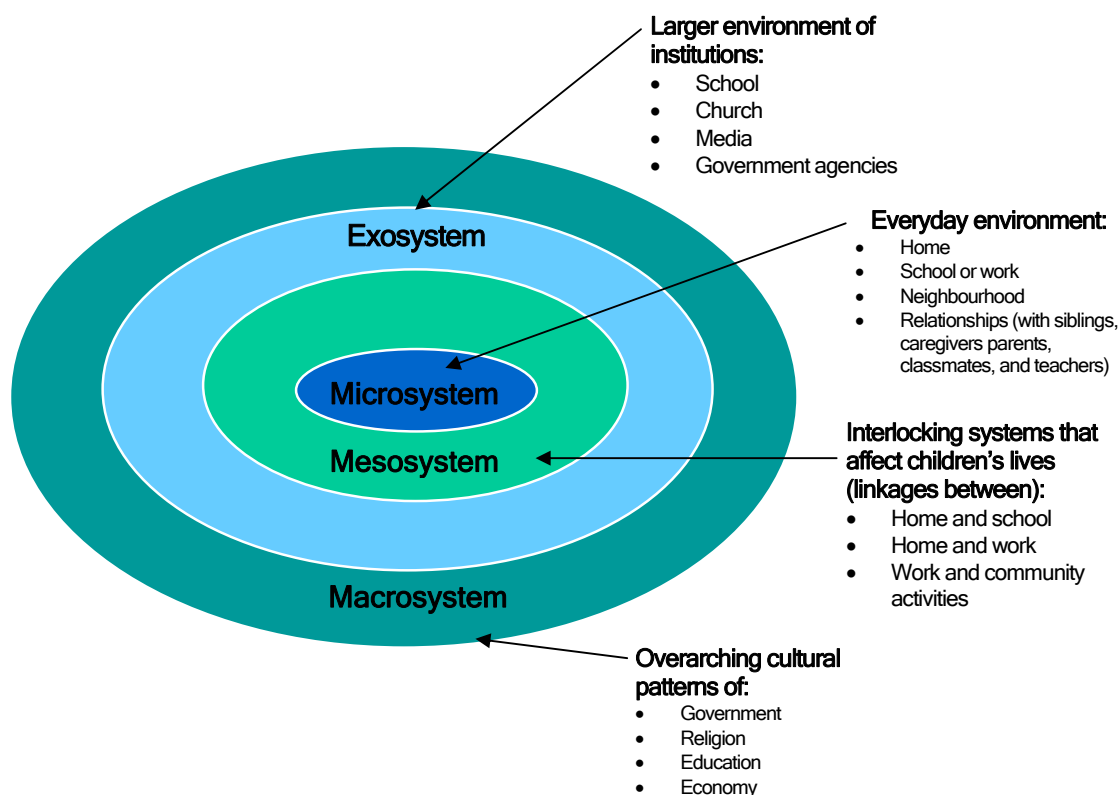 Larger environment of
institutions:
• School
• Church
• Media
• Government agencies
Exosystem
Everyday environment:
• Home
• School or work
• Neighbourhood
• Relationships (with siblings,
caregivers parents,
classmates, and teachers)
Microsystem
Mesosystem
Interlocking systems that
affect children's lives
(linkages between):
• Home and school
• Home and work
• Work and community
activities
Macrosystem
Overarching cultural
patterns of:
• Government
• Religion
• Education
• Economy